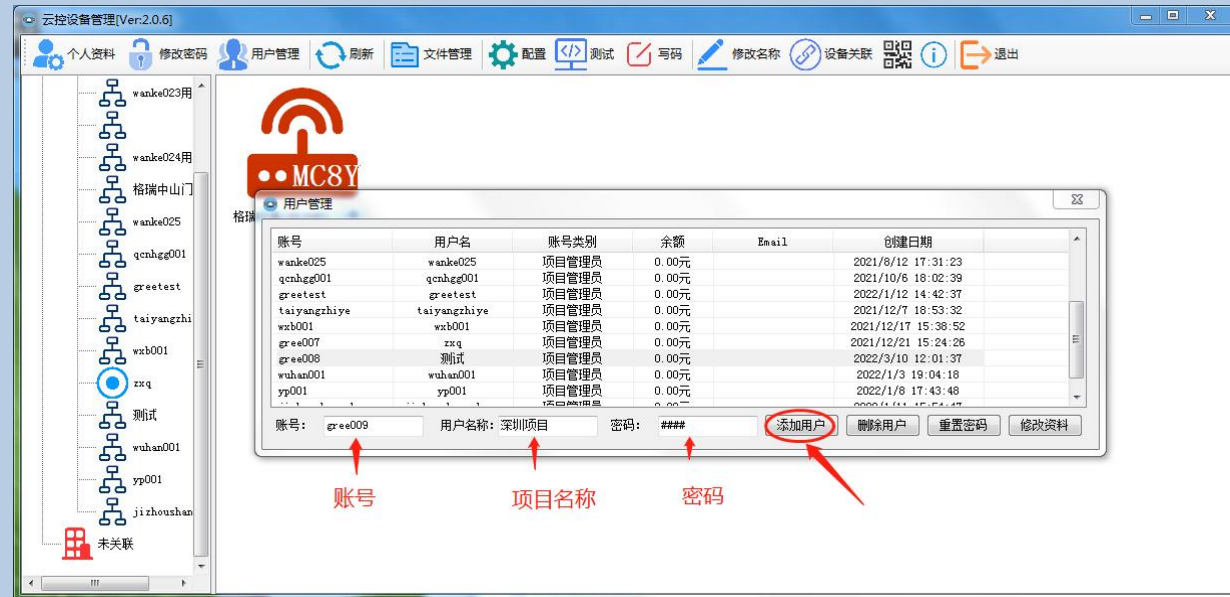 云控设备管理[Ver:2.0.6]
个人资料 修改密码 用户管理 刷新 文件管理 配置 测试 写码 修改名称 设备关联 退出
wanke023用
wanke024用
格瑞中山门
wanke025
qcnhgg001
greetest
taiyangzhi
wxb001
zxq
测试
wuhan001
yp001
jizhoushan
未关联
MC8Y
格瑞
用户管理
账号 用户名 账号类别 余额 Email 创建日期
wanke025 wanke025 项目管理员 0.00元 2021/8/12 17:31:23
qcnhgg001 qcnhgg001 项目管理员 0.00元 2021/10/6 18:02:39
greetest greetest 项目管理员 0.00元 2022/1/12 14:42:37
taiyangzhiye taiyangzhiye 项目管理员 0.00元 2021/12/7 18:53:32
wxb001 wxb001 项目管理员 0.00元 2021/12/17 15:38:52
gree007 zxq 项目管理员 0.00元 2021/12/21 15:24:26
gree008 测试 项目管理员 0.00元 2022/3/10 12:01:37
wuhan001 wuhan001 项目管理员 0.00元 2022/1/3 19:04:18
yp001 yp001 项目管理员 0.00元 2022/1/8 17:43:48
账号: gree009 用户名称: 深圳项目 密码: #### 添加用户 删除用户 重置密码 修改资料
账号 项目名称 密码